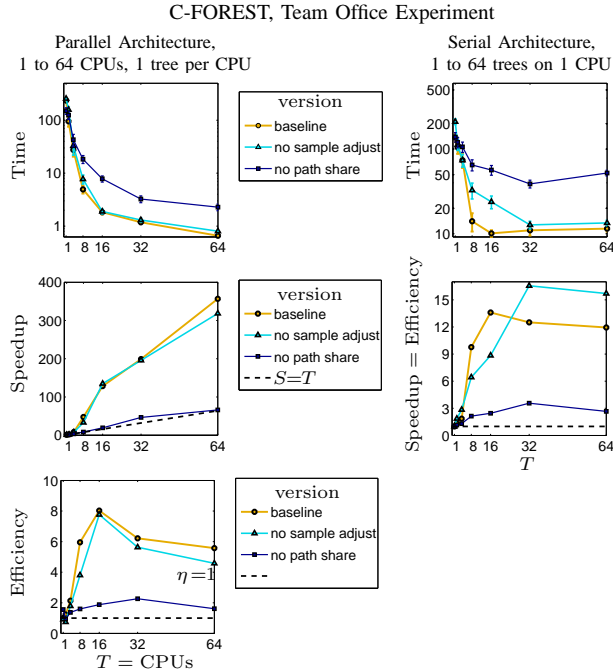 C-FOREST, Team Office Experiment
Parallel Architecture,
1 to 64 CPUs, 1 tree per CPU
Serial Architecture,
1 to 64 trees on 1 CPU
Time
100
10
1
1 8 16 32 64
version
baseline
no sample adjust
no path share
Time
500
200
100
50
20
10
1 8 16 32 64
Speedup
400
300
200
100
0
1 8 16 32 64
version
baseline
no sample adjust
no path share
S=T
Speedup = Efficiency
15
12
9
6
3
0
1 8 16 32 64
T
Efficiency
10
8
6
4
2
0
1 8 16 32 64
T = CPUs
η=1
version
baseline
no sample adjust
no path share